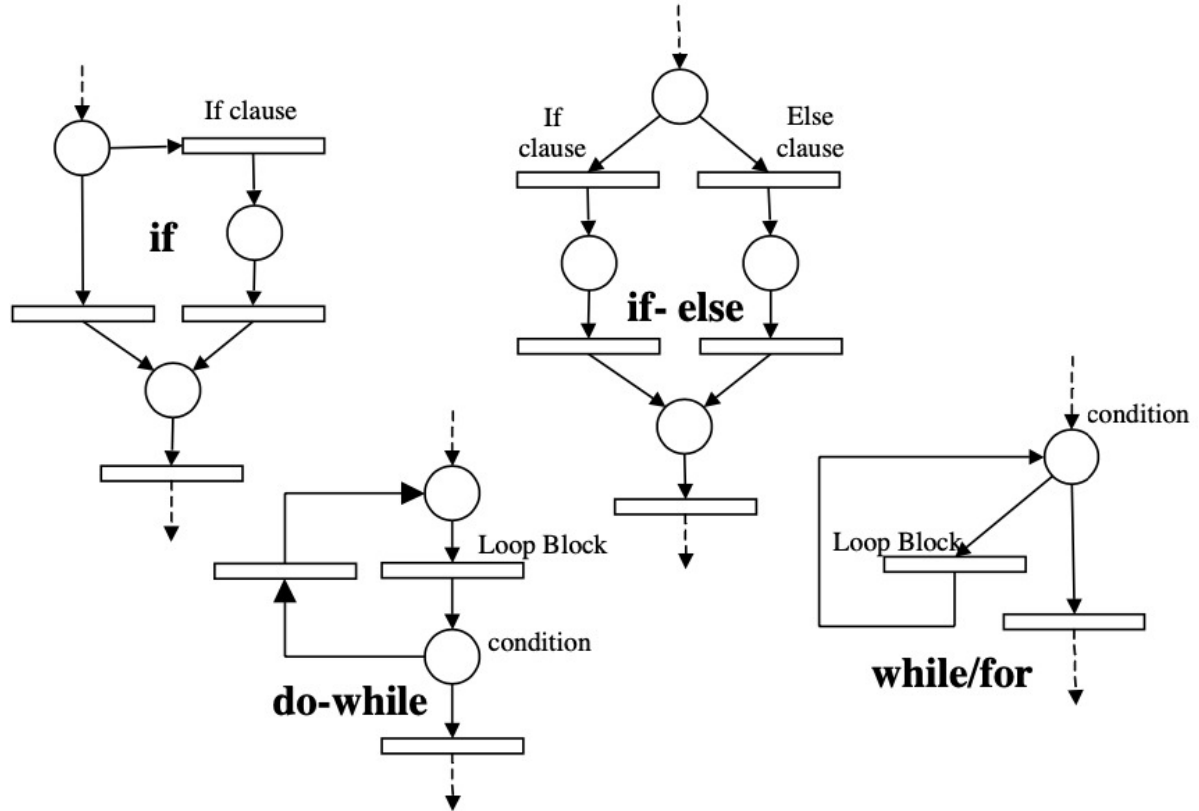 If clause
if
If
clause
Else
clause
if- else
Loop Block
condition
do-while
condition
Loop Block
while/for